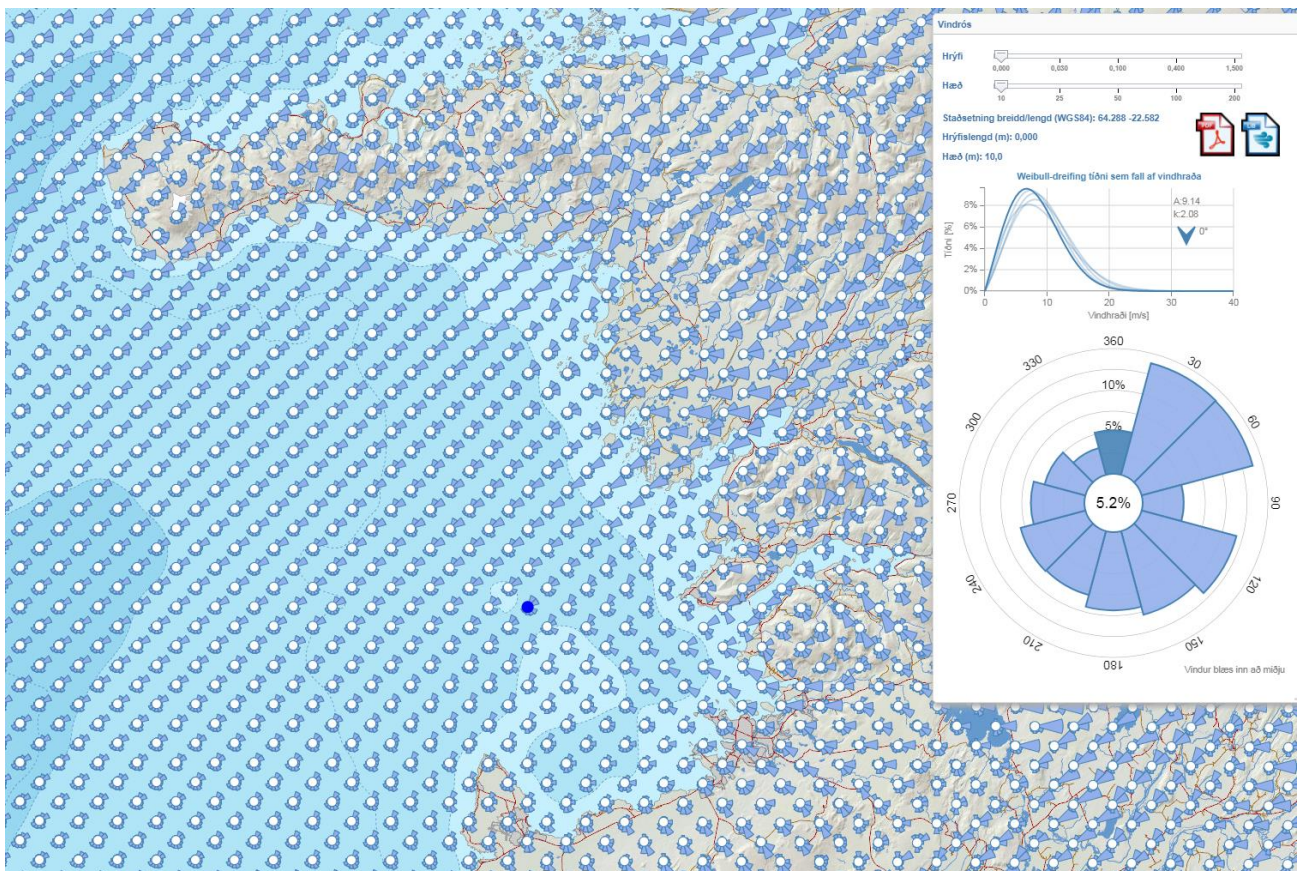 Vindrós
Hrýfi
0,000 0,030 0,100 0,400 1,500
Hæð
10 25 50 100 200
Staðsetning breidd/lengd (WGS84): 64.288 -22.582
Hrýfislengd (m): 0,000
Hæð (m): 10,0
PDF
Weibull-dreifing tíðni sem fall af vindhraða
8%
6%
4%
2%
0%
Tíðni [%]
A:9.14
k:2.08
0°
0 10 20 30 40
Vindhraði [m/s]
360
330 30
10%
300 60
5%
270 5.2% 90
240 120
210 150
180
Vindur blæs inn að miðju